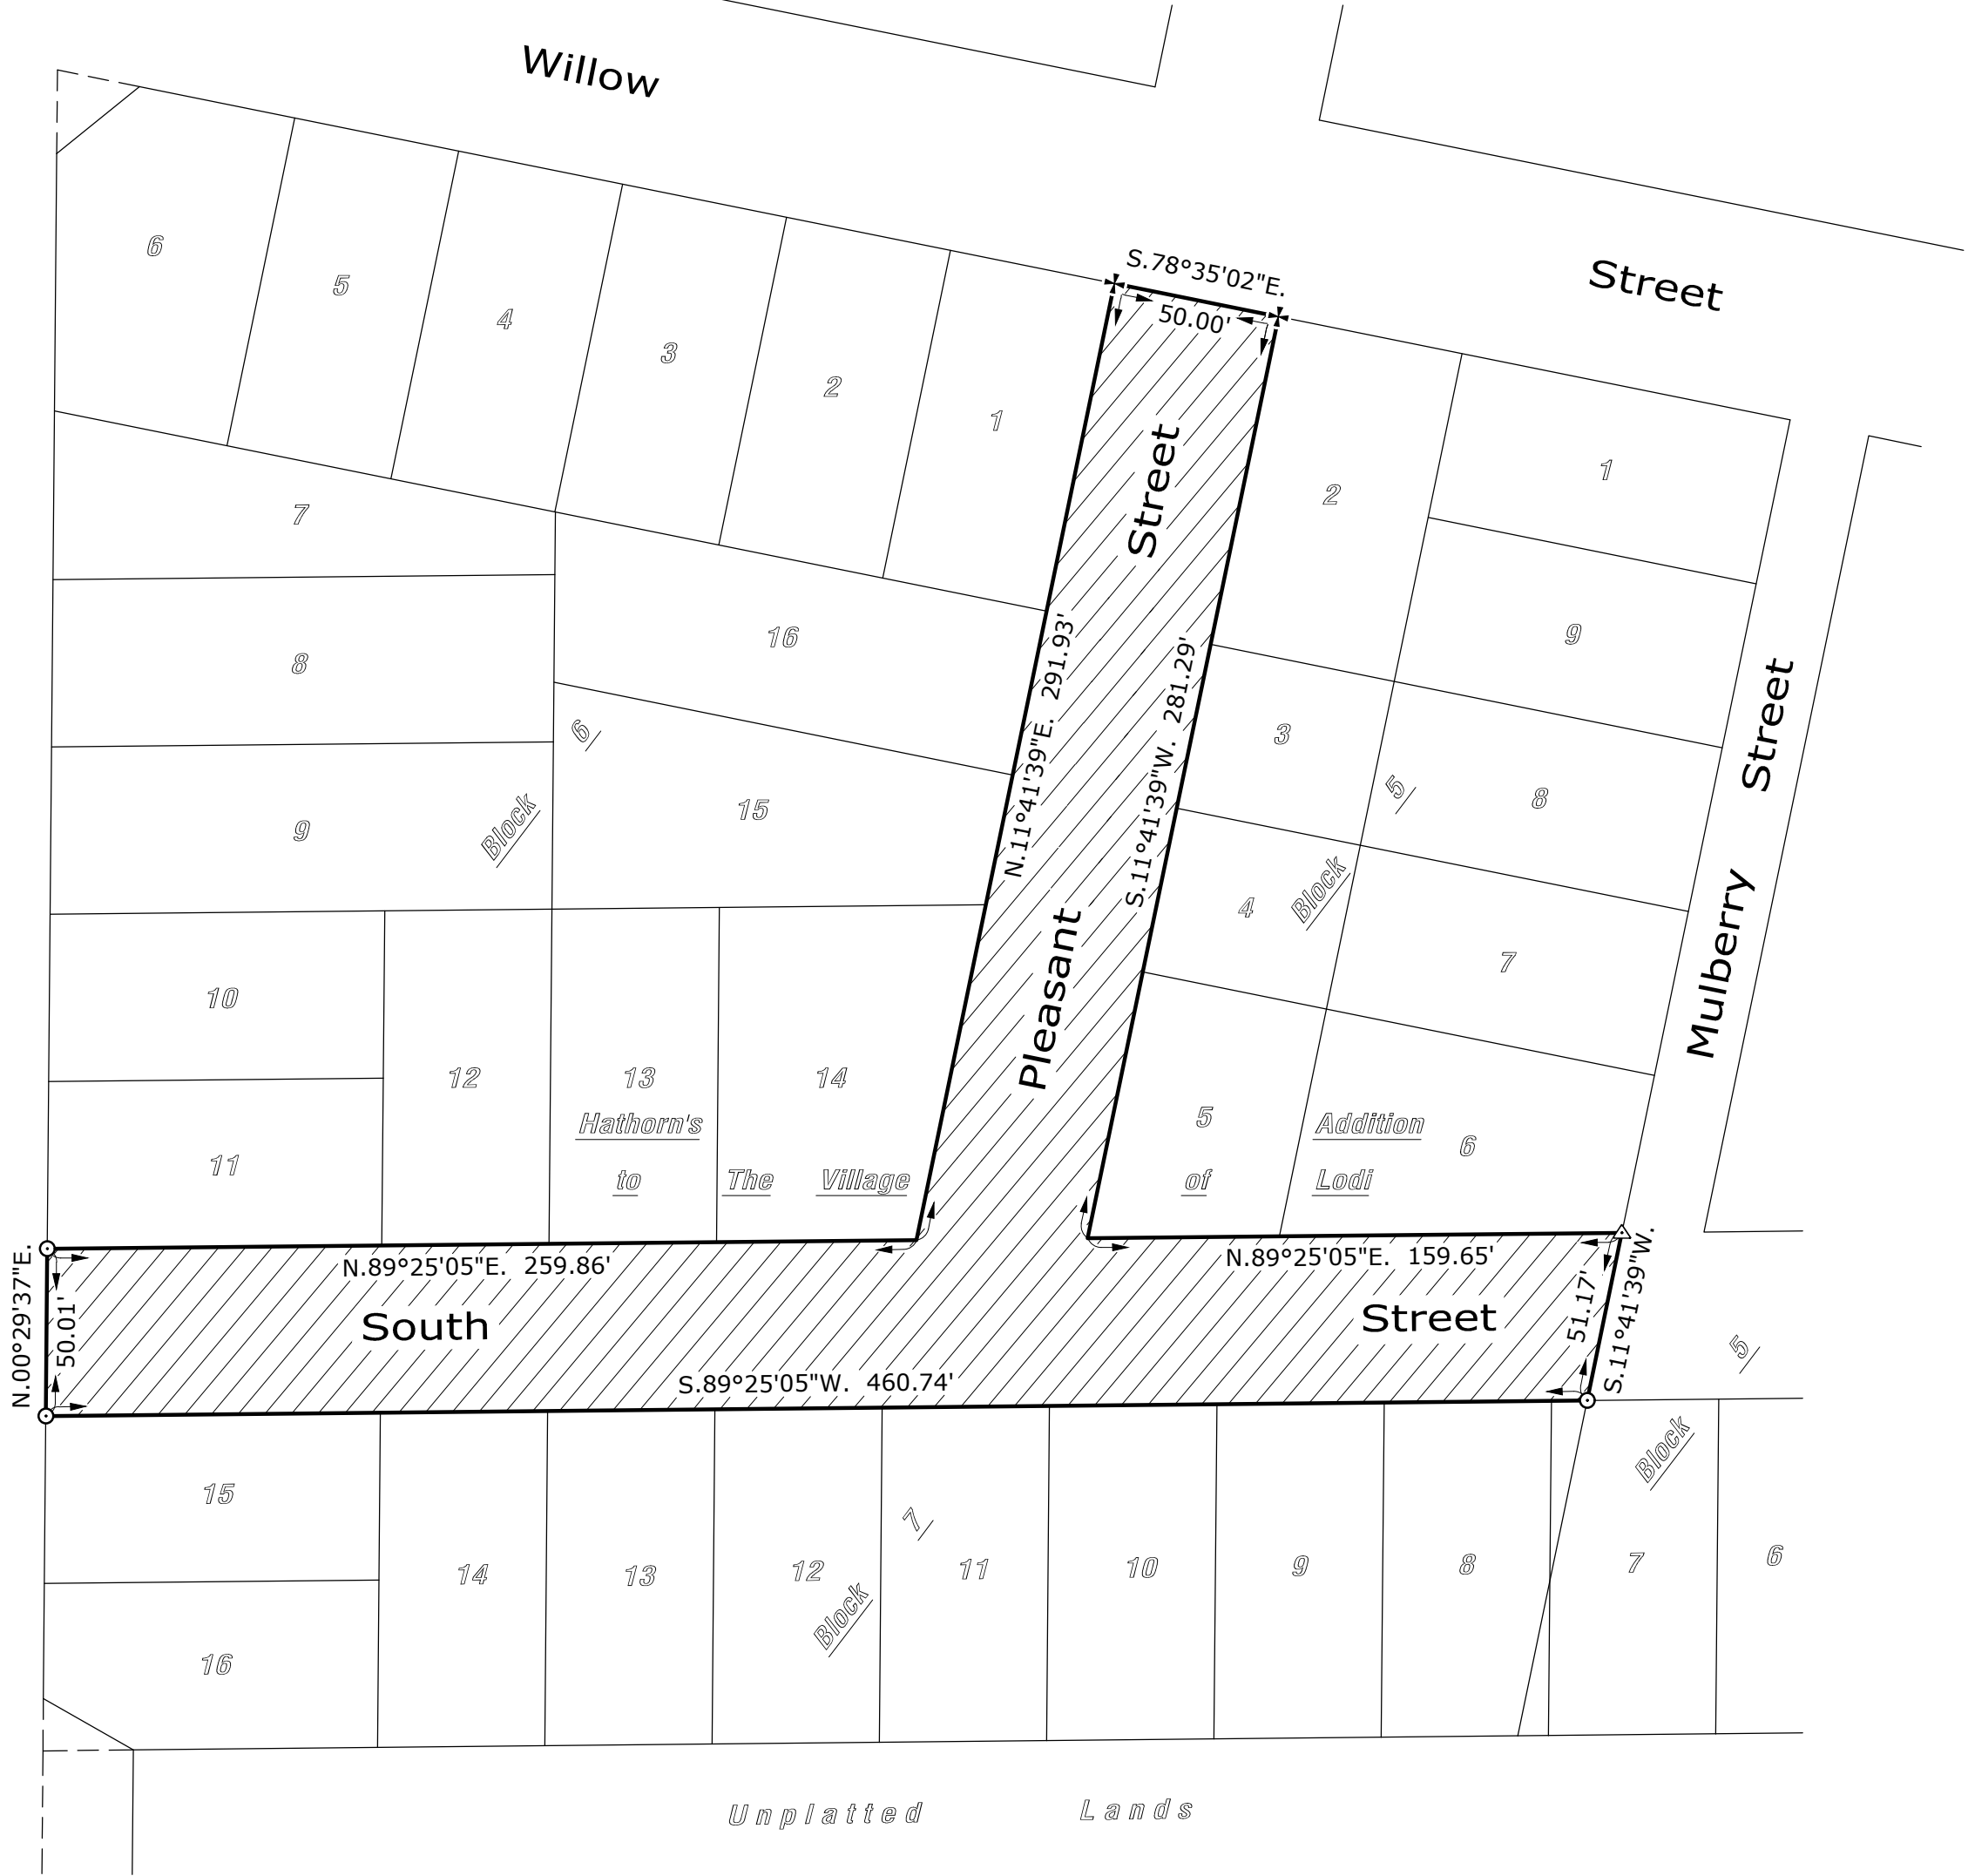 Willow
Street
S.78°35'02"E.
50.00'
6
5
4
3
2
1
2
1
7
Street
9
16
8
N.11°41'39"E. 291.93'
S.11°41'39"W. 281.29'
3
Mulberry Street
6
Block
15
9
5
Block
8
4
7
Pleasant
10
12
13
14
5
6
11
Hathorn's Addition
to The Village of Lodi
N.00°29'37"E.
50.01'
N.89°25'05"E. 259.86'
N.89°25'05"E. 159.65'
51.17'
S.11°41'39"W.
South Street
S.89°25'05"W. 460.74'
5
Block
15
14
13
12
7
Block
11
10
9
8
7
6
16
Unplatted Lands